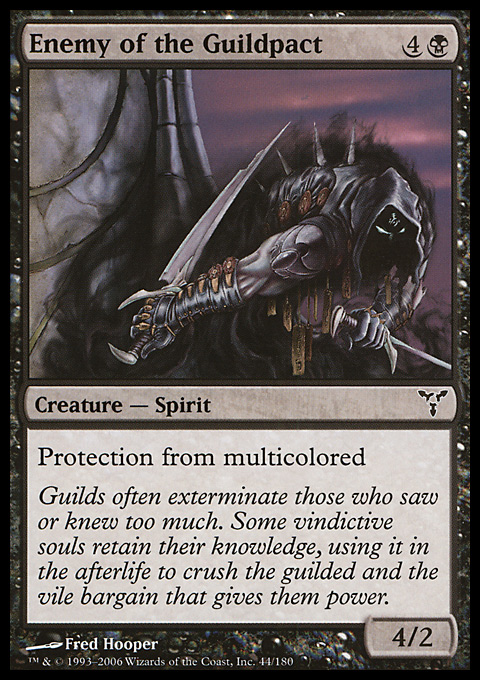 Enemy of the Guildpact 4
Creature — Spirit
Protection from multicolored
Guilds often exterminate those who saw
or knew too much. Some vindictive
souls retain their knowledge, using it in
the afterlife to crush the guilded and the
vile bargain that gives them power.
4/2
Fred Hooper
™ & © 1993–2006 Wizards of the Coast, Inc. 44/180